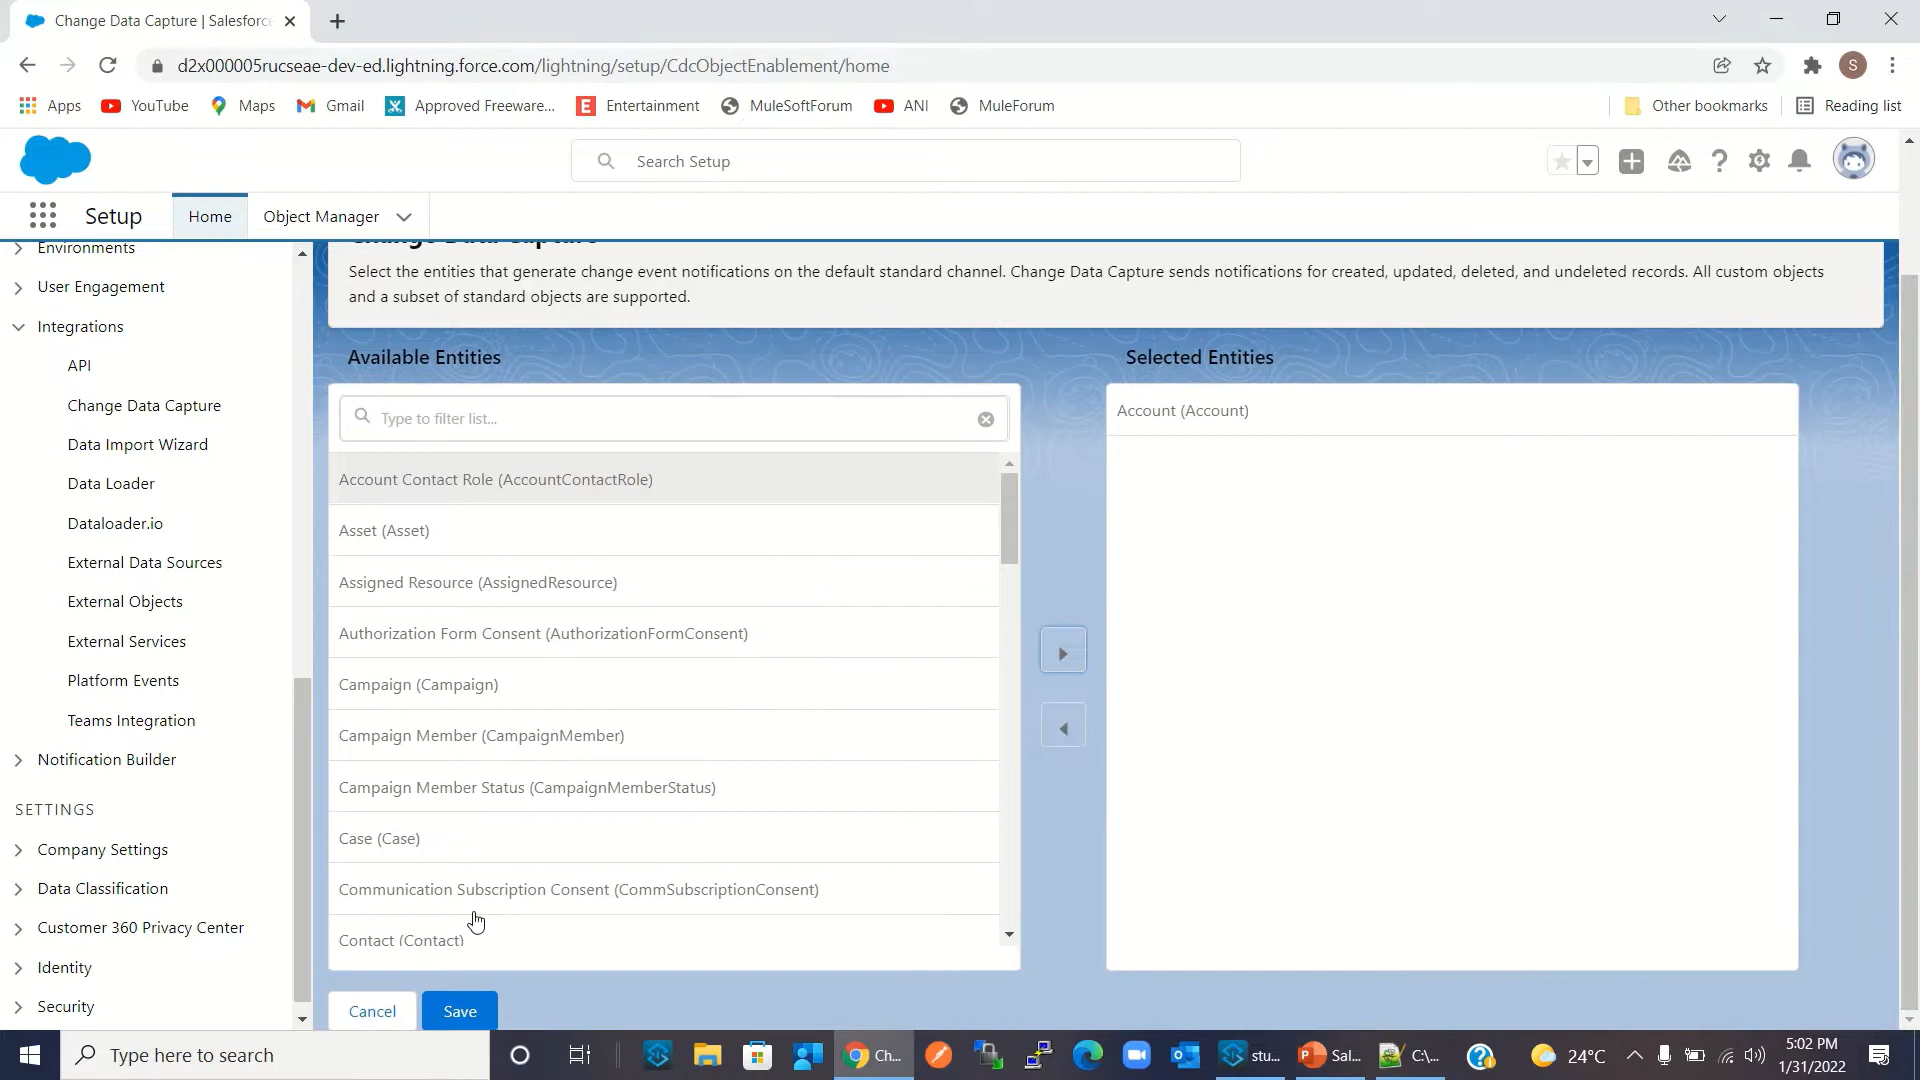 Change Data Capture | Salesforce
d2x000005rucseae-dev-ed.lightning.force.com/lightning/setup/CdcObjectEnablement/home
Apps YouTube Maps Gmail Approved Freeware... Entertainment MuleSoftForum ANI MuleForum Other bookmarks Reading list
S
Search Setup
Setup Home Object Manager
Environments
User Engagement
Integrations
API
Change Data Capture
Data Import Wizard
Data Loader
Dataloader.io
External Data Sources
External Objects
External Services
Platform Events
Teams Integration
Notification Builder
SETTINGS
Company Settings
Data Classification
Customer 360 Privacy Center
Identity
Security
Change Data Capture
Select the entities that generate change event notifications on the default standard channel. Change Data Capture sends notifications for created, updated, deleted, and undeleted records. All custom objects
and a subset of standard objects are supported.
Available Entities
Type to filter list...
Account Contact Role (AccountContactRole)
Asset (Asset)
Assigned Resource (AssignedResource)
Authorization Form Consent (AuthorizationFormConsent)
Campaign (Campaign)
Campaign Member (CampaignMember)
Campaign Member Status (CampaignMemberStatus)
Case (Case)
Communication Subscription Consent (CommSubscriptionConsent)
Contact (Contact)
Selected Entities
Account (Account)
Cancel Save
Type here to search
Ch...
stu...
Sal...
C:\...
24°C
5:02 PM
1/31/2022